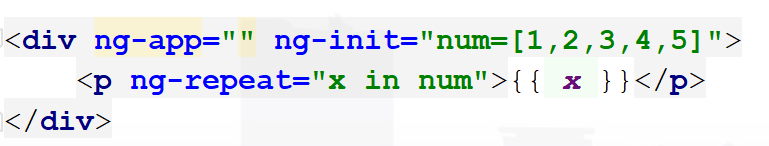 <div ng-app="" ng-init="num=[1,2,3,4,5]">
    <p ng-repeat="x in num">{{ x }}</p>
</div>